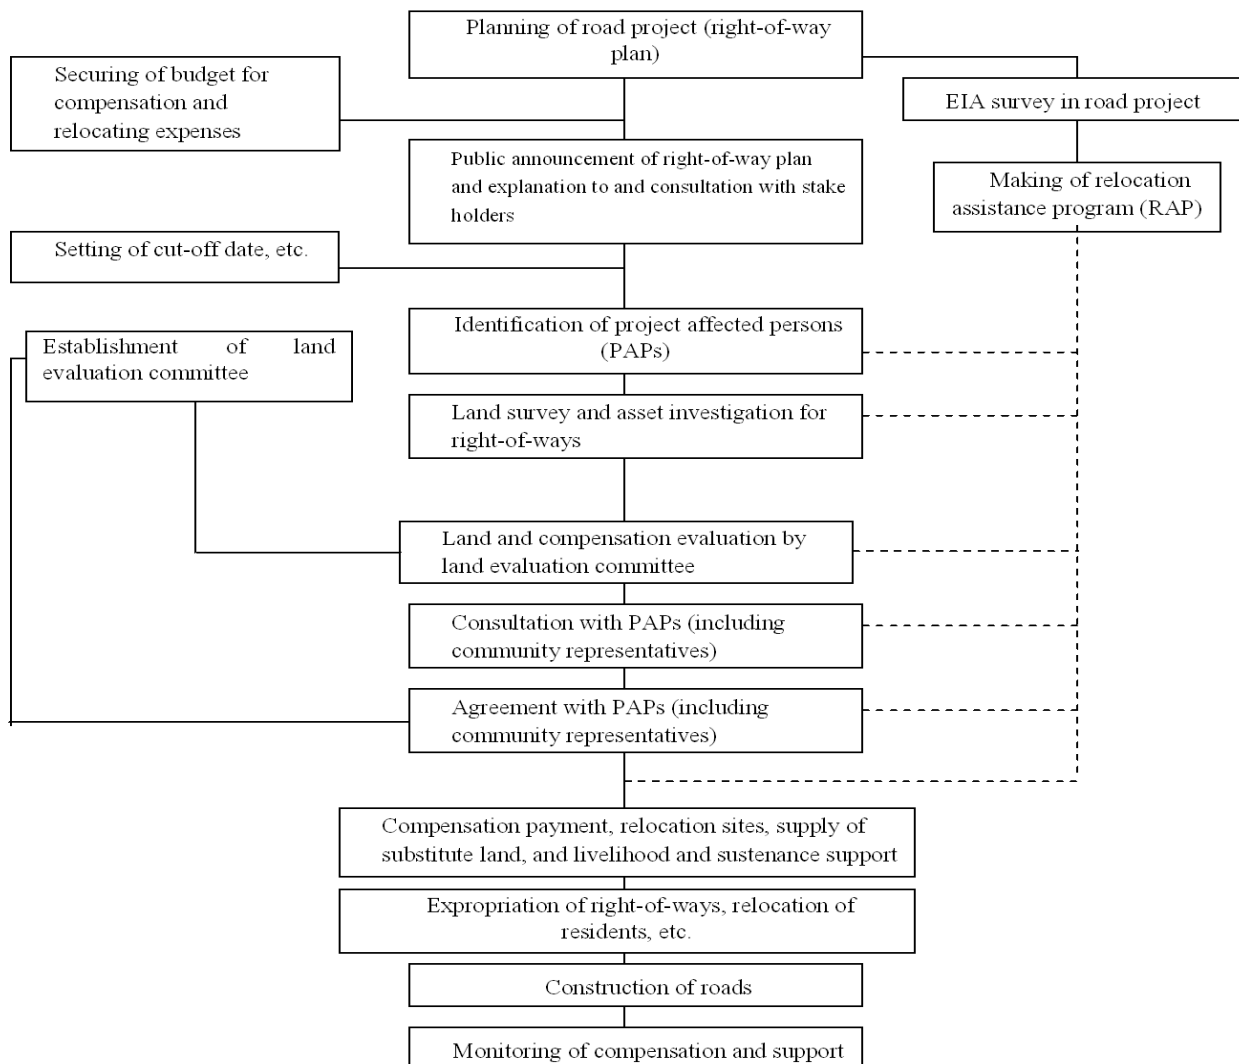 Planning of road project (right-of-way
plan)
Securing of budget for
compensation and
relocating expenses
EIA survey in road project
Public announcement of right-of-way plan
and explanation to and consultation with stake
holders
Making of relocation
assistance program (RAP)
Setting of cut-off date, etc.
Identification of project affected persons
(PAPs)
Establishment of land
evaluation committee
Land survey and asset investigation for
right-of-ways
Land and compensation evaluation by
land evaluation committee
Consultation with PAPs (including
community representatives)
Agreement with PAPs (including
community representatives)
Compensation payment, relocation sites, supply of
substitute land, and livelihood and sustenance support
Expropriation of right-of-ways, relocation of
residents, etc.
Construction of roads
Monitoring of compensation and support